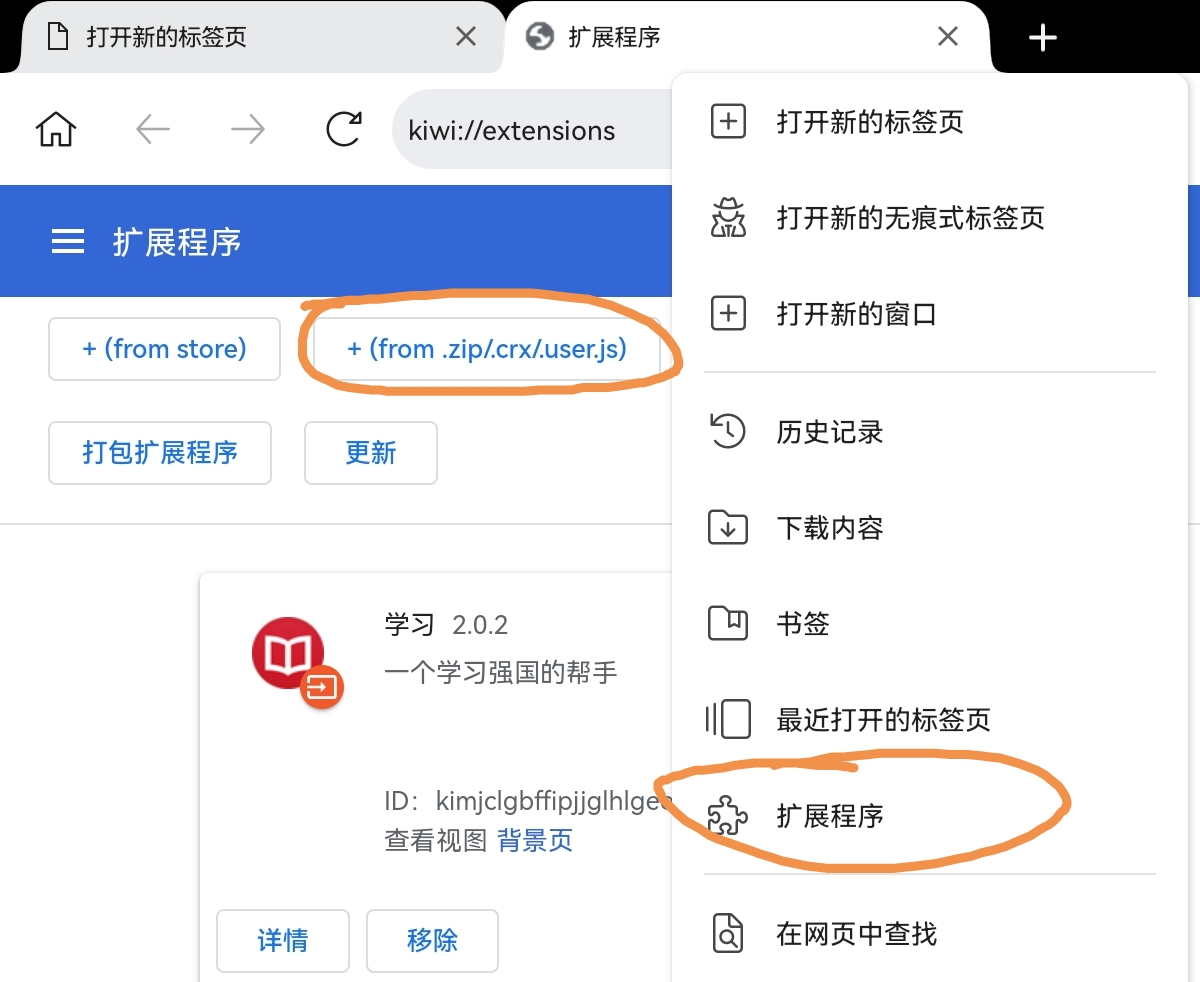 打开新的标签页
扩展程序
kiwi://extensions
扩展程序
+ (from store)
+ (from .zip/.crx/.user.js)
打包扩展程序
更新
学习 2.0.2
一个学习强国的帮手
ID： kimjclgbffipjjglhlgee
查看视图 背景页
详情
移除
打开新的标签页
打开新的无痕式标签页
打开新的窗口
历史记录
下载内容
书签
最近打开的标签页
扩展程序
在网页中查找